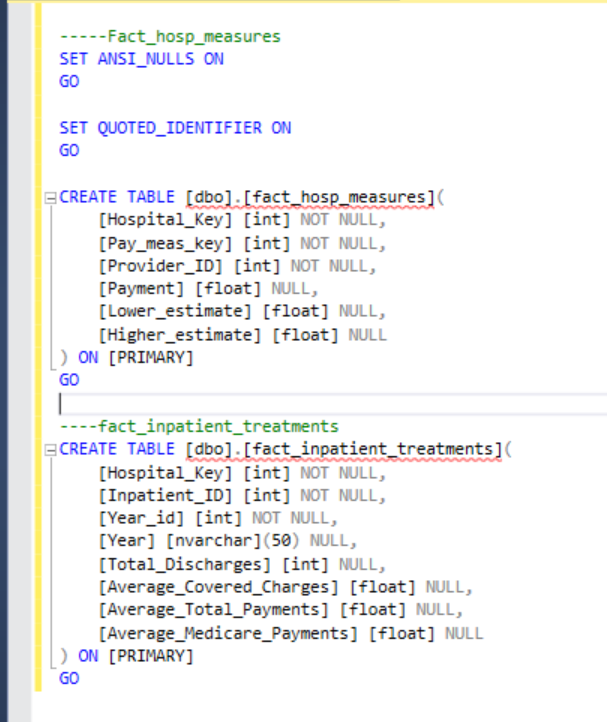 -----Fact_hosp_measures
SET ANSI_NULLS ON
GO
SET QUOTED_IDENTIFIER ON
GO
CREATE TABLE [dbo].[fact_hosp_measures](
[Hospital_Key] [int] NOT NULL,
[Pay_meas_key] [int] NOT NULL,
[Provider_ID] [int] NOT NULL,
[Payment] [float] NULL,
[Lower_estimate] [float] NULL,
[Higher_estimate] [float] NULL
) ON [PRIMARY]
GO
----fact_inpatient_treatments
CREATE TABLE [dbo].[fact_inpatient_treatments](
[Hospital_Key] [int] NOT NULL,
[Inpatient_ID] [int] NOT NULL,
[Year_id] [int] NOT NULL,
[Year] [nvarchar](50) NULL,
[Total_Discharges] [int] NULL,
[Average_Covered_Charges] [float] NULL,
[Average_Total_Payments] [float] NULL,
[Average_Medicare_Payments] [float] NULL
) ON [PRIMARY]
GO